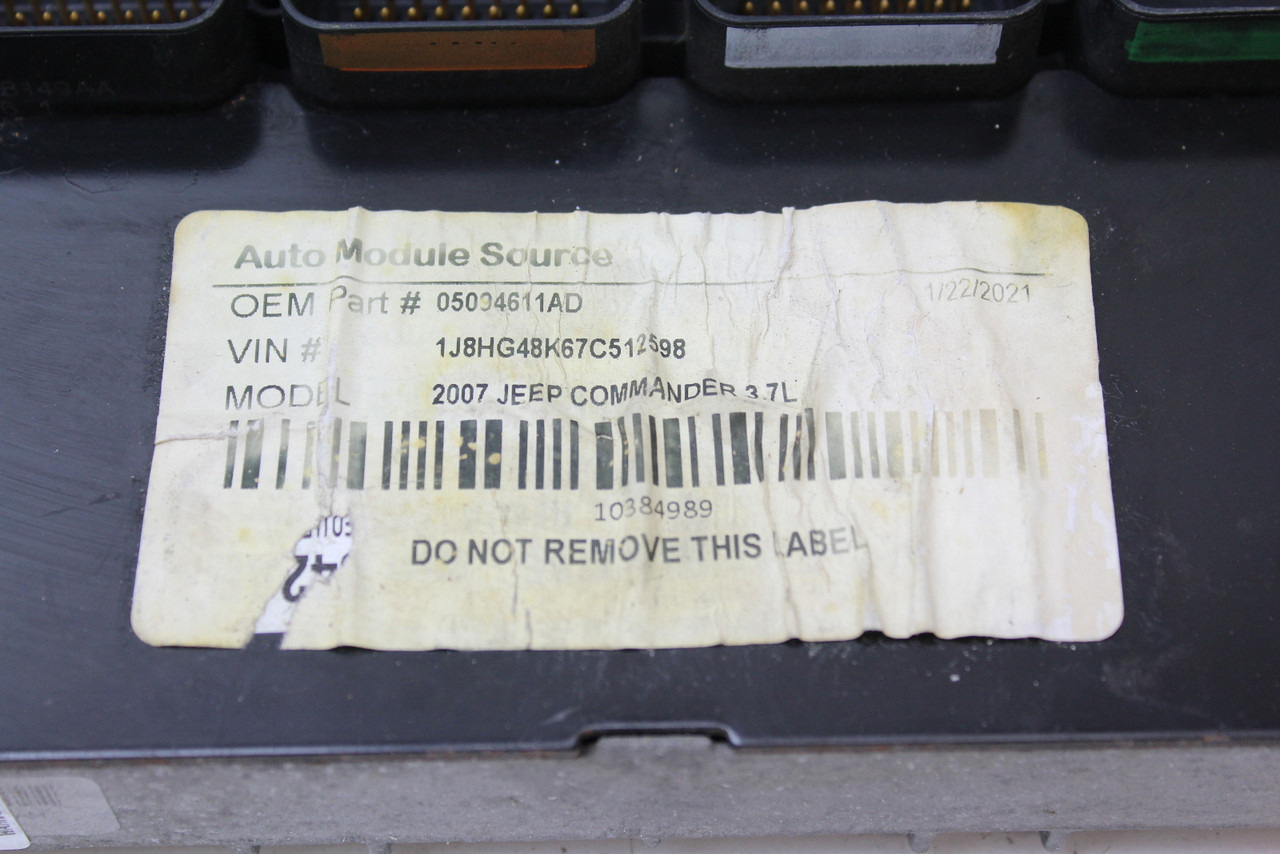 Auto Module Source
OEM Part # 05094611AD
1/22/2021
VIN # 1J8HG48K67C512598
MODEL 2007 JEEP COMMANDER 3.7L
10384989
DO NOT REMOVE THIS LABEL